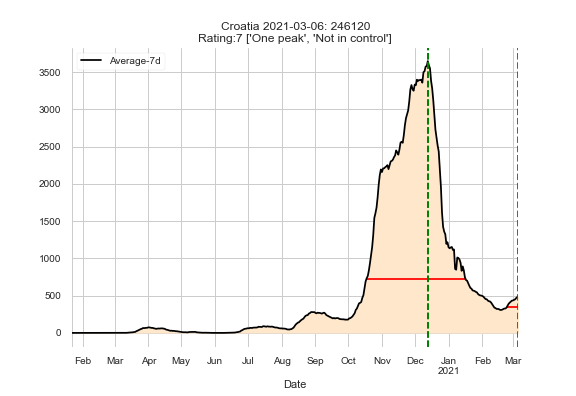 Croatia 2021-03-06: 246120
Rating:7 ['One peak', 'Not in control']
Average-7d
3500
3000
2500
2000
1500
1000
500
0
Feb Mar Apr May Jun Jul Aug Sep Oct Nov Dec Jan Feb Mar
2021
Date